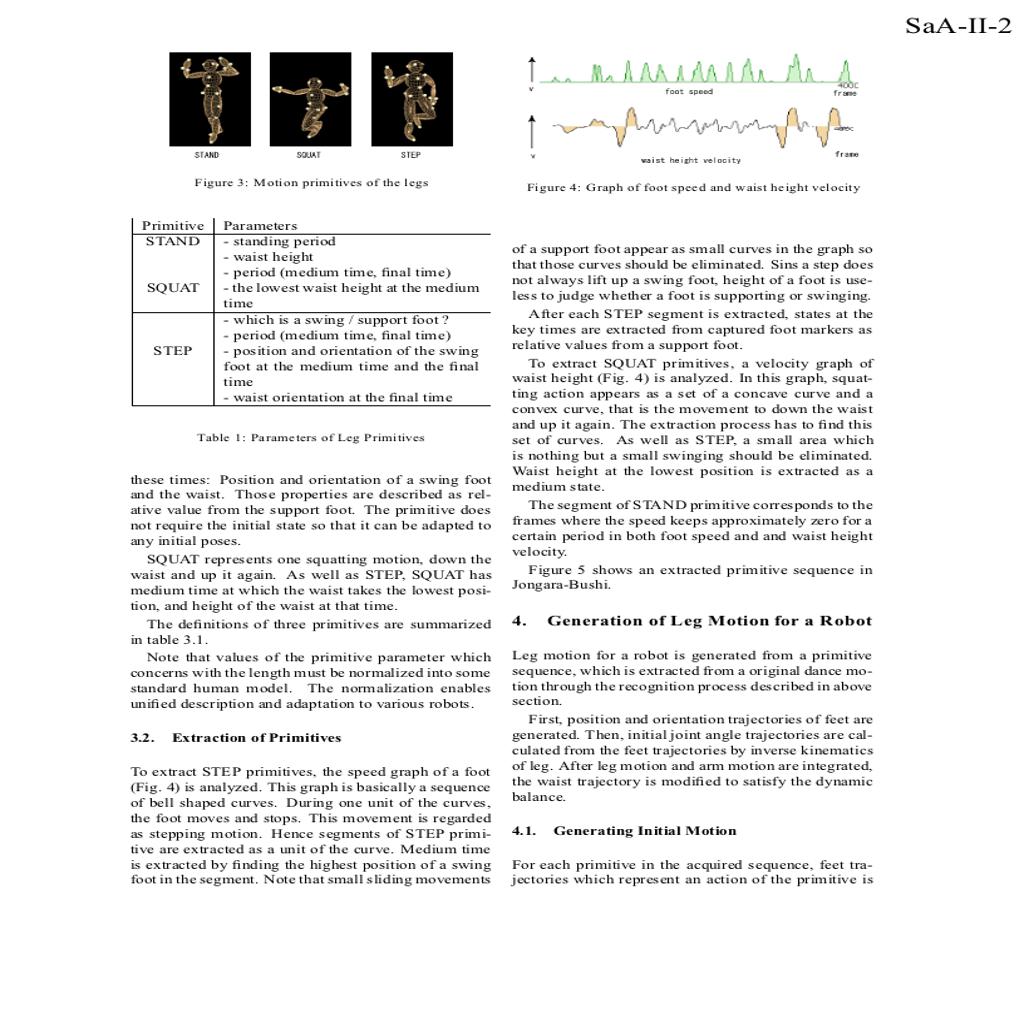 SaA-II-2
STAND
SQUAT
STEP
Figure 3: Motion primitives of the legs
Primitive Parameters
STAND - standing period
- waist height
- period (medium time, final time)
SQUAT - the lowest waist height at the medium
time
- which is a swing / support foot ?
- period (medium time, final time)
STEP - position and orientation of the swing
foot at the medium time and the final
time
- waist orientation at the final time
Table 1: Parameters of Leg Primitives
these times: Position and orientation of a swing foot
and the waist. Those properties are described as rel-
ative value from the support foot. The primitive does
not require the initial state so that it can be adapted to
any initial poses.
SQUAT represents one squatting motion, down the
waist and up it again. As well as STEP, SQUAT has
medium time at which the waist takes the lowest posi-
tion, and height of the waist at that time.
The definitions of three primitives are summarized
in table 3.1.
Note that values of the primitive parameter which
concerns with the length must be normalized into some
standard human model. The normalization enables
unified description and adaptation to various robots.
3.2. Extraction of Primitives
To extract STEP primitives, the speed graph of a foot
(Fig. 4) is analyzed. This graph is basically a sequence
of bell shaped curves. During one unit of the curves,
the foot moves and stops. This movement is regarded
as stepping motion. Hence segments of STEP primi-
tive are extracted as a unit of the curve. Medium time
is extracted by finding the highest position of a swing
foot in the segment. Note that small sliding movements
v
foot speed
frame
v
waist height velocity
frame
Figure 4: Graph of foot speed and waist height velocity
of a support foot appear as small curves in the graph so
that those curves should be eliminated. Sins a step does
not always lift up a swing foot, height of a foot is use-
less to judge whether a foot is supporting or swinging.
After each STEP segment is extracted, states at the
key times are extracted from captured foot markers as
relative values from a support foot.
To extract SQUAT primitives, a velocity graph of
waist height (Fig. 4) is analyzed. In this graph, squat-
ting action appears as a set of a concave curve and a
convex curve, that is the movement to down the waist
and up it again. The extraction process has to find this
set of curves. As well as STEP, a small area which
is nothing but a small swinging should be eliminated.
Waist height at the lowest position is extracted as a
medium state.
The segment of STAND primitive corresponds to the
frames where the speed keeps approximately zero for a
certain period in both foot speed and and waist height
velocity.
Figure 5 shows an extracted primitive sequence in
Jongara-Bushi.
4. Generation of Leg Motion for a Robot
Leg motion for a robot is generated from a primitive
sequence, which is extracted from a original dance mo-
tion through the recognition process described in above
section.
First, position and orientation trajectories of feet are
generated. Then, initial joint angle trajectories are cal-
culated from the feet trajectories by inverse kinematics
of leg. After leg motion and arm motion are integrated,
the waist trajectory is modified to satisfy the dynamic
balance.
4.1. Generating Initial Motion
For each primitive in the acquired sequence, feet tra-
jectories which represent an action of the primitive is